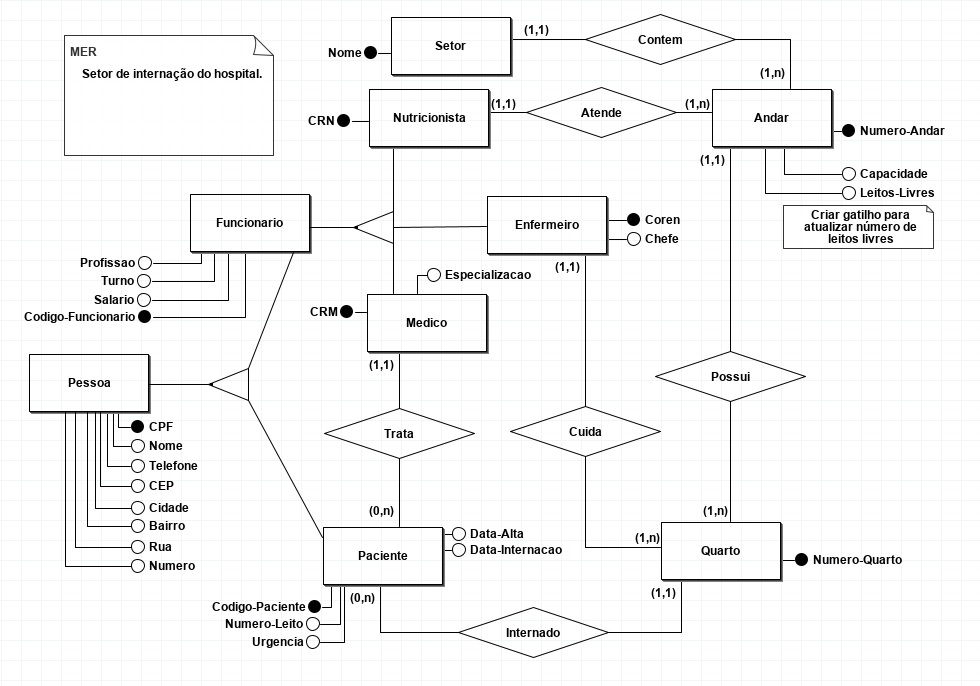 MER
Setor de internação do hospital.
Nome
Setor
(1,1)
Contem
(1,n)
CRN
Nutricionista
(1,1)
Atende
(1,n)
Andar
Numero-Andar
(1,1)
Capacidade
Leitos-Livres
Criar gatilho para
atualizar número de
leitos livres
Funcionario
Enfermeiro
Coren
Chefe
(1,1)
Profissao
Turno
Salario
Codigo-Funcionario
Especializacao
CRM
Medico
(1,1)
Pessoa
Possui
CPF
Nome
Telefone
CEP
Cidade
Bairro
Rua
Numero
Trata
Cuida
(0,n)
(1,n)
(1,n)
Paciente
Data-Alta
Data-Internacao
Quarto
Numero-Quarto
(0,n)
(1,1)
Codigo-Paciente
Numero-Leito
Urgencia
Internado